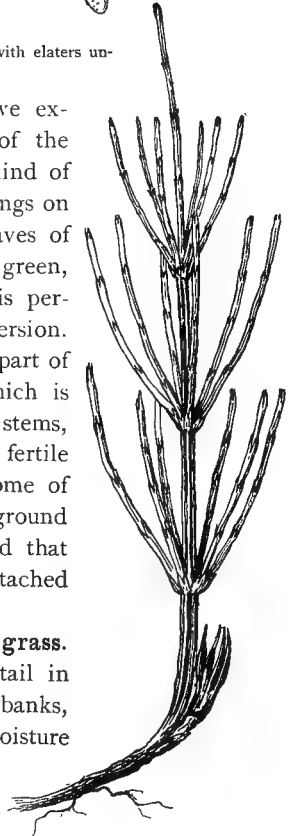 with elaters un-
ve ex-
of the
ind of
ngs on
ves of
green,
is per-
ersion.
part of
hich is
stems,
fertile
ome of
ground
d that
tached
grass.
tail in
banks,
oisture